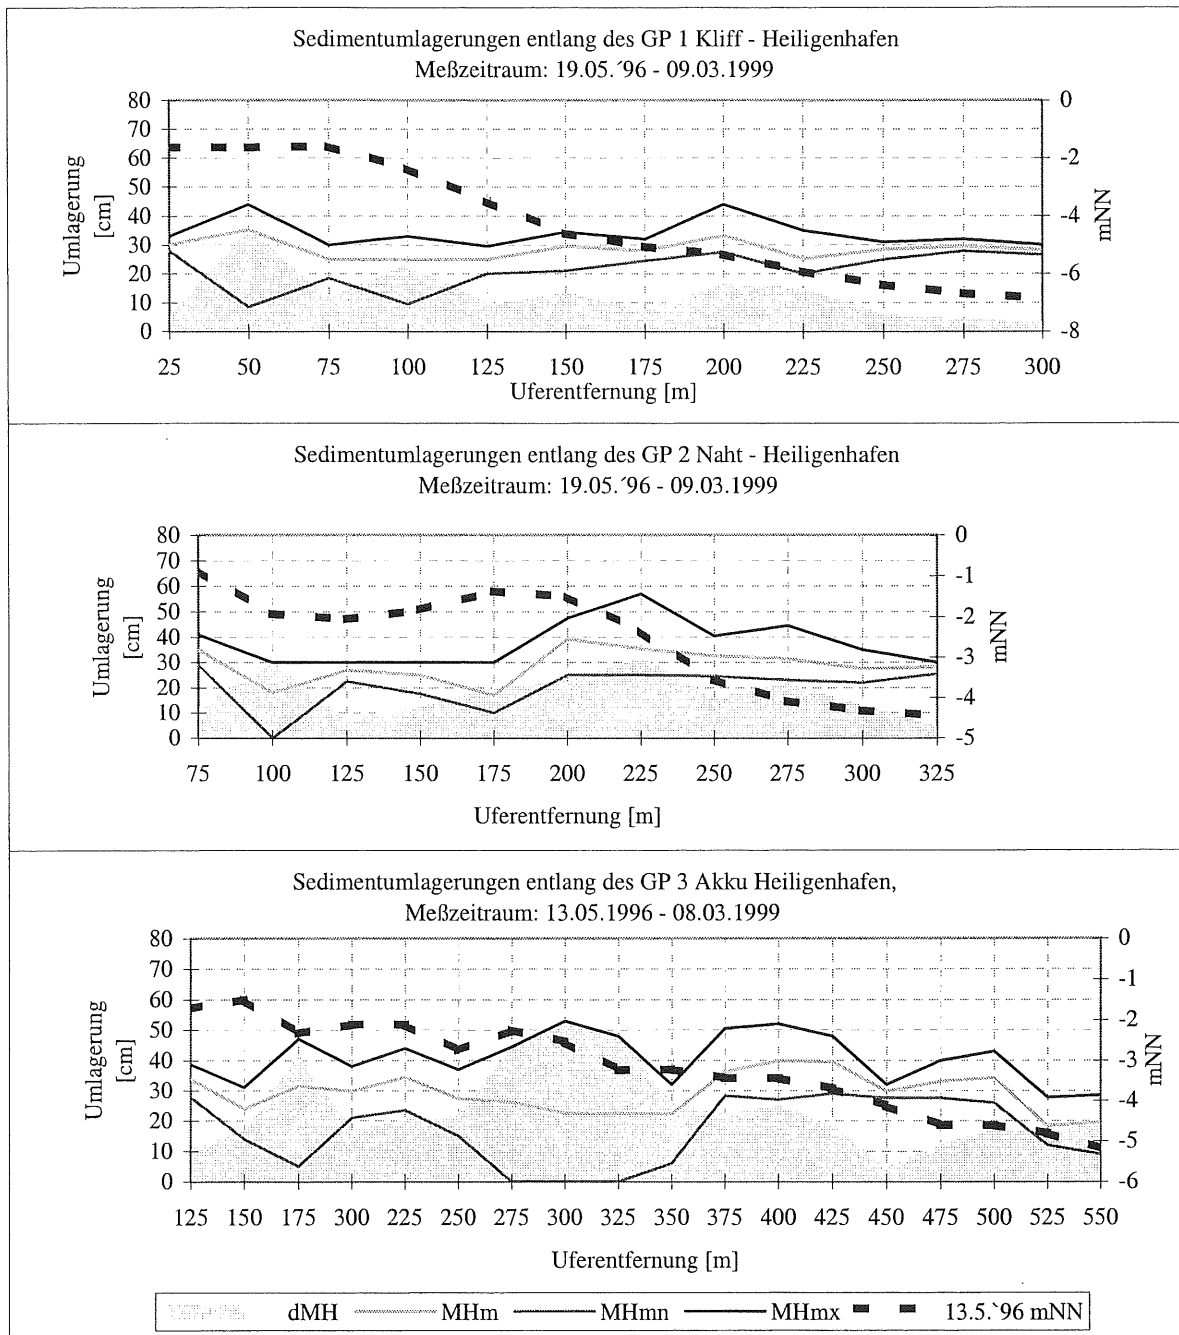 Sedimentumlagerungen entlang des GP 1 Kliff - Heiligenhafen
Meßzeitraum: 19.05.´96 - 09.03.1999
Umlagerung
[cm]
80
70
60
50
40
30
20
10
0
0
-2
-4
-6
-8
mNN
25 50 75 100 125 150 175 200 225 250 275 300
Uferentfernung [m]
Sedimentumlagerungen entlang des GP 2 Naht - Heiligenhafen
Meßzeitraum: 19.05.´96 - 09.03.1999
Umlagerung
[cm]
80
70
60
50
40
30
20
10
0
0
-1
-2
-3
-4
-5
mNN
75 100 125 150 175 200 225 250 275 300 325
Uferentfernung [m]
Sedimentumlagerungen entlang des GP 3 Akku Heiligenhafen,
Meßzeitraum: 13.05.1996 - 08.03.1999
Umlagerung
[cm]
80
70
60
50
40
30
20
10
0
0
-1
-2
-3
-4
-5
-6
mNN
125 150 175 200 225 250 275 300 325 350 375 400 425 450 475 500 525 550
Uferentfernung [m]
dMH MHm MHmn MHmx 13.5.`96 mNN